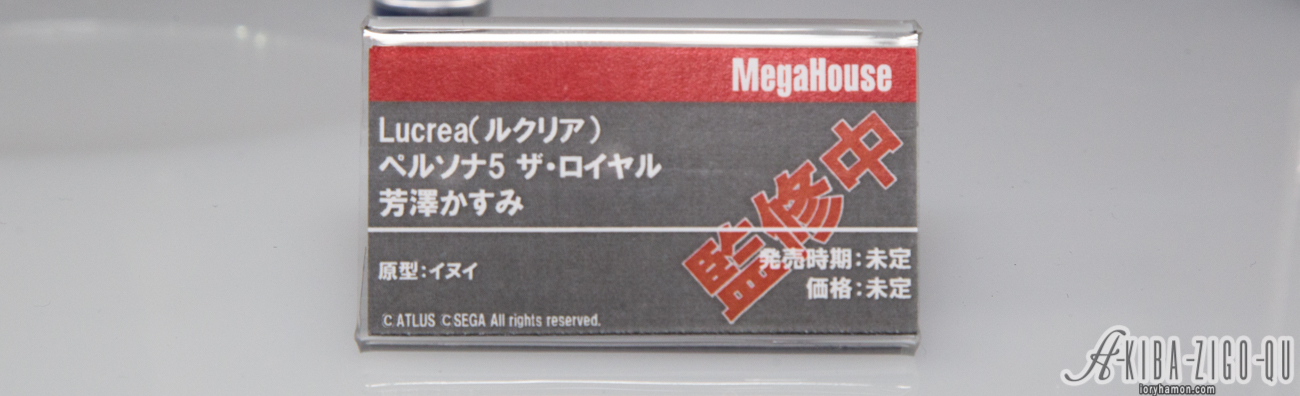 MegaHouse
Lucrea(ルクリア)
ペルソナ5 ザ・ロイヤル
芳澤かすみ
監修中
原型:イヌイ
発売時期:未定
価格:未定
©ATLUS ©SEGA All rights reserved.
A-KIBA-ZIGO-QU
loryhamon.com